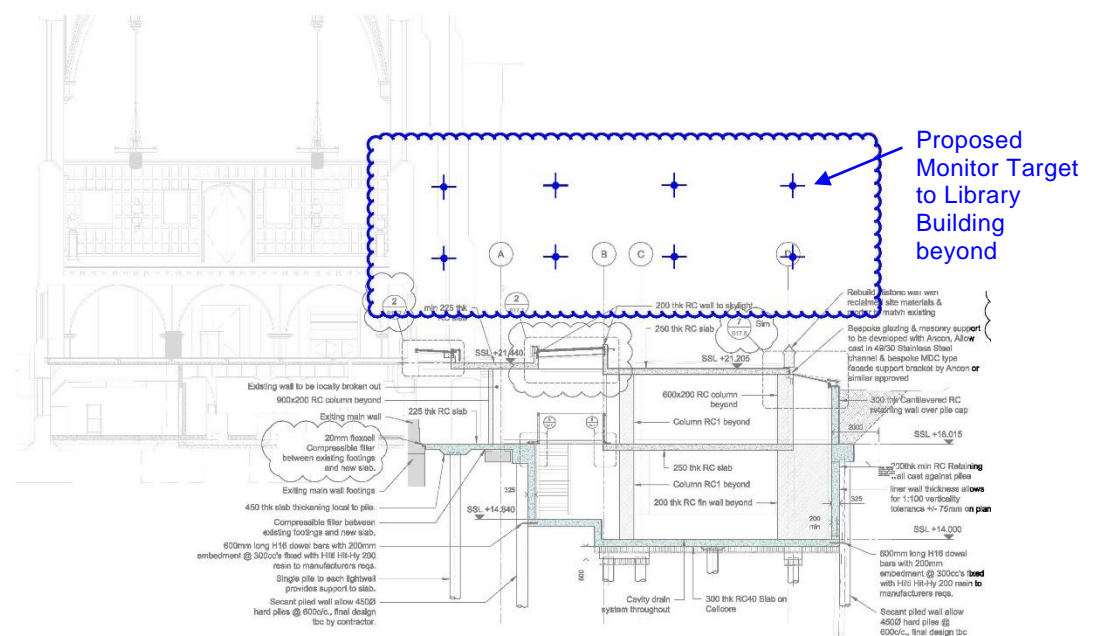 Proposed
Monitor Target
to Library
Building
beyond
A
B
C
D
2
min 225 thk
RC slab
2
200 thk RC wall to skylight
250 RC slab
7
Sim
Rebuild historic wall with
reclaimed site materials &
to match existing
Bespoke glazing & masonry support
to be developed with Ancon, Allow
cast in 49/30 Stainless Steel
channel & bespoke MDC type
facade support bracket by Ancon or
similar approved
SSL +21.440
SSL +21.205
Existing wall to be locally broken out
900x200 RC column beyond
Exiting main wall
225 thk RC slab
20mm flexcell
Compressible filler
between existing footings
and new slab.
Exiting main wall footings
450 thk slab thickening local to pile.
Compressible filler between
existing footings and new slab.
600mm long H16 dowel bars with 200mm
embedment @ 300cc's fixed with Hilti Hit-Hy 200
resin to manufacturers reqs.
Single pile to each lightwell
provides support to slab.
Secant piled wall allow 450Ø
hard piles @ 600c/c., final design
tbc by contractor.
325
SSL +14.840
600x200 RC column
beyond
Column RC1 beyond
250 thk RC slab
Column RC1 beyond
200 thk RC fin wall beyond
300 thk Cantilevered RC
retaining wall over pile cap
2000
SSL +18.015
200thk min RC Retaining
wall cast against piles
liner wall thickness allows
for 1:100 verticality
tolerance +/- 75mm on plan
325
200
min
SSL +14.000
600
Cavity drain
system throughout
300 thk RC40 Slab on
Cellcore
600mm long H16 dowel
bars with 200mm
embedment @ 300cc's fixed
with Hilti Hit-Hy 200 resin to
manufacturers reqs.
Secant piled wall allow
450Ø hard piles @
600c/c., final design tbc